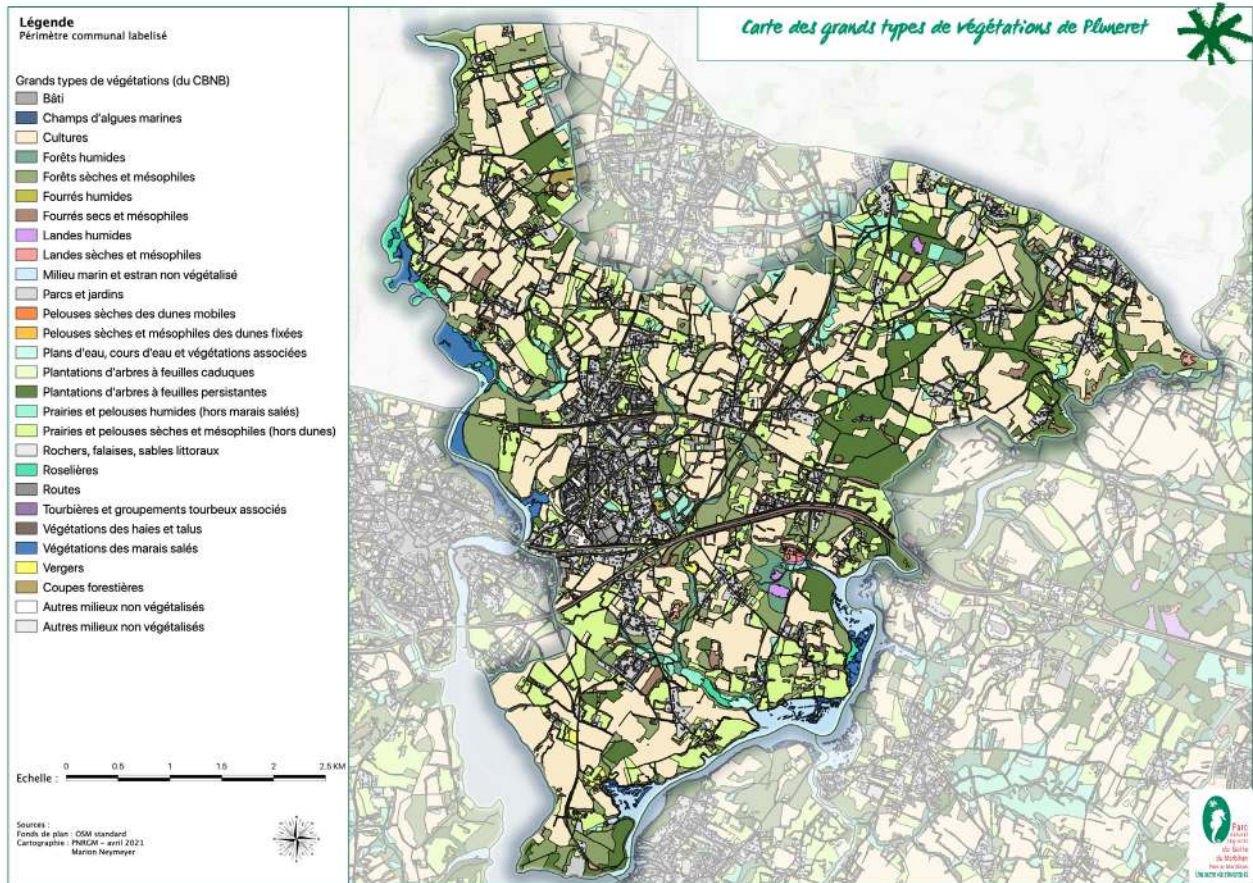 Légende
Périmètre communal labelisé
Grands types de végétations (du CBNB)
Bâti
Champs d'algues marines
Cultures
Forêts humides
Forêts sèches et mésophiles
Fourrés humides
Fourrés secs et mésophiles
Landes humides
Landes sèches et mésophiles
Milieu marin et estran non végétalisé
Parcs et jardins
Pelouses sèches des dunes mobiles
Pelouses sèches et mésophiles des dunes fixées
Plans d'eau, cours d'eau et végétations associées
Plantations d'arbres à feuilles caduques
Plantations d'arbres à feuilles persistantes
Prairies et pelouses humides (hors marais salés)
Prairies et pelouses sèches et mésophiles (hors dunes)
Rochers, falaises, sables littoraux
Roselières
Routes
Tourbières et groupements tourbeux associés
Végétations des haies et talus
Végétations des marais salés
Vergers
Coupes forestières
Autres milieux non végétalisés
Autres milieux non végétalisés
Echelle :
0 0.5 1 1.5 2 2.5 KM
Sources :
Fonds de plan : OSM standard
Cartographie : PNRGM - avril 2021
Marion Neymeyer
Carte des grands types de végétations de Pluneret
Parc
naturel
régional
du Golfe
du Morbihan